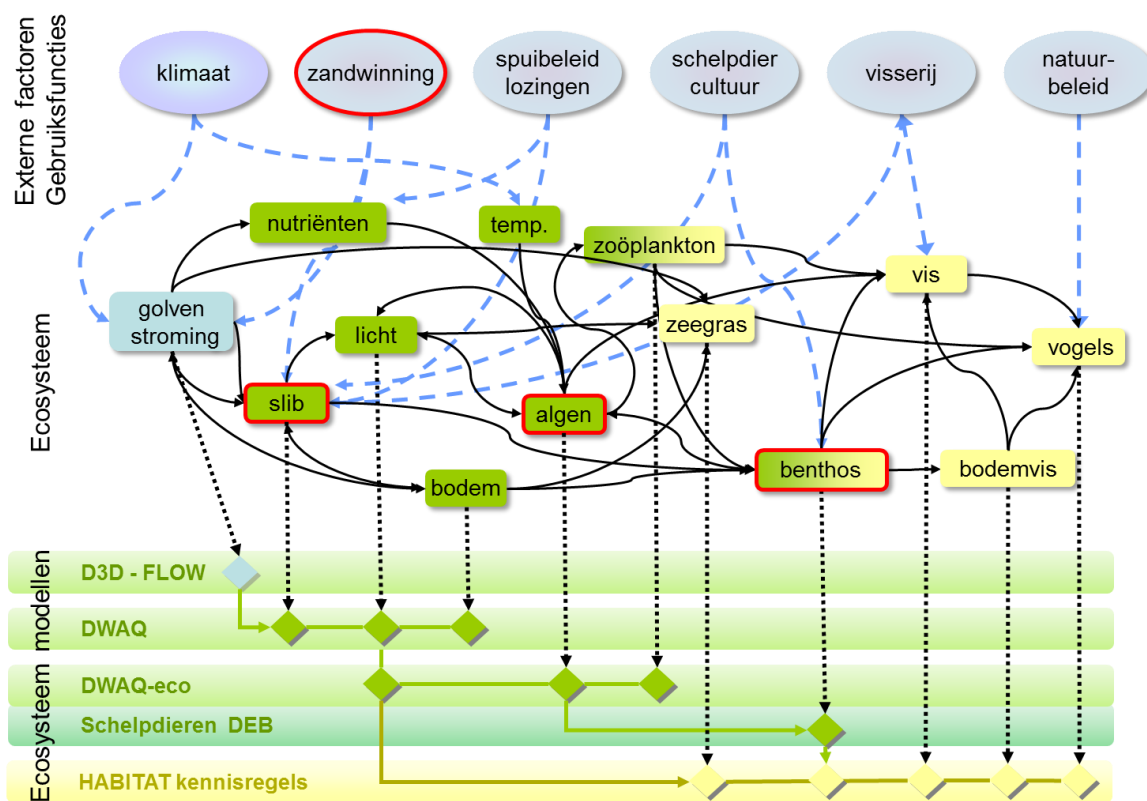 Externe factoren
Gebruiksfuncties
klimaat
zandwinning
spuibeleid
lozingen
schelpdier
cultuur
visserij
natuur-
beleid
Ecosysteem
nutriënten
temp.
zoöplankton
vis
golven
stroming
licht
zeegras
vogels
slib
algen
benthos
bodemvis
bodem
Ecosysteem modellen
D3D - FLOW
DWAQ
DWAQ-eco
Schelpdieren DEB
HABITAT kennisregels